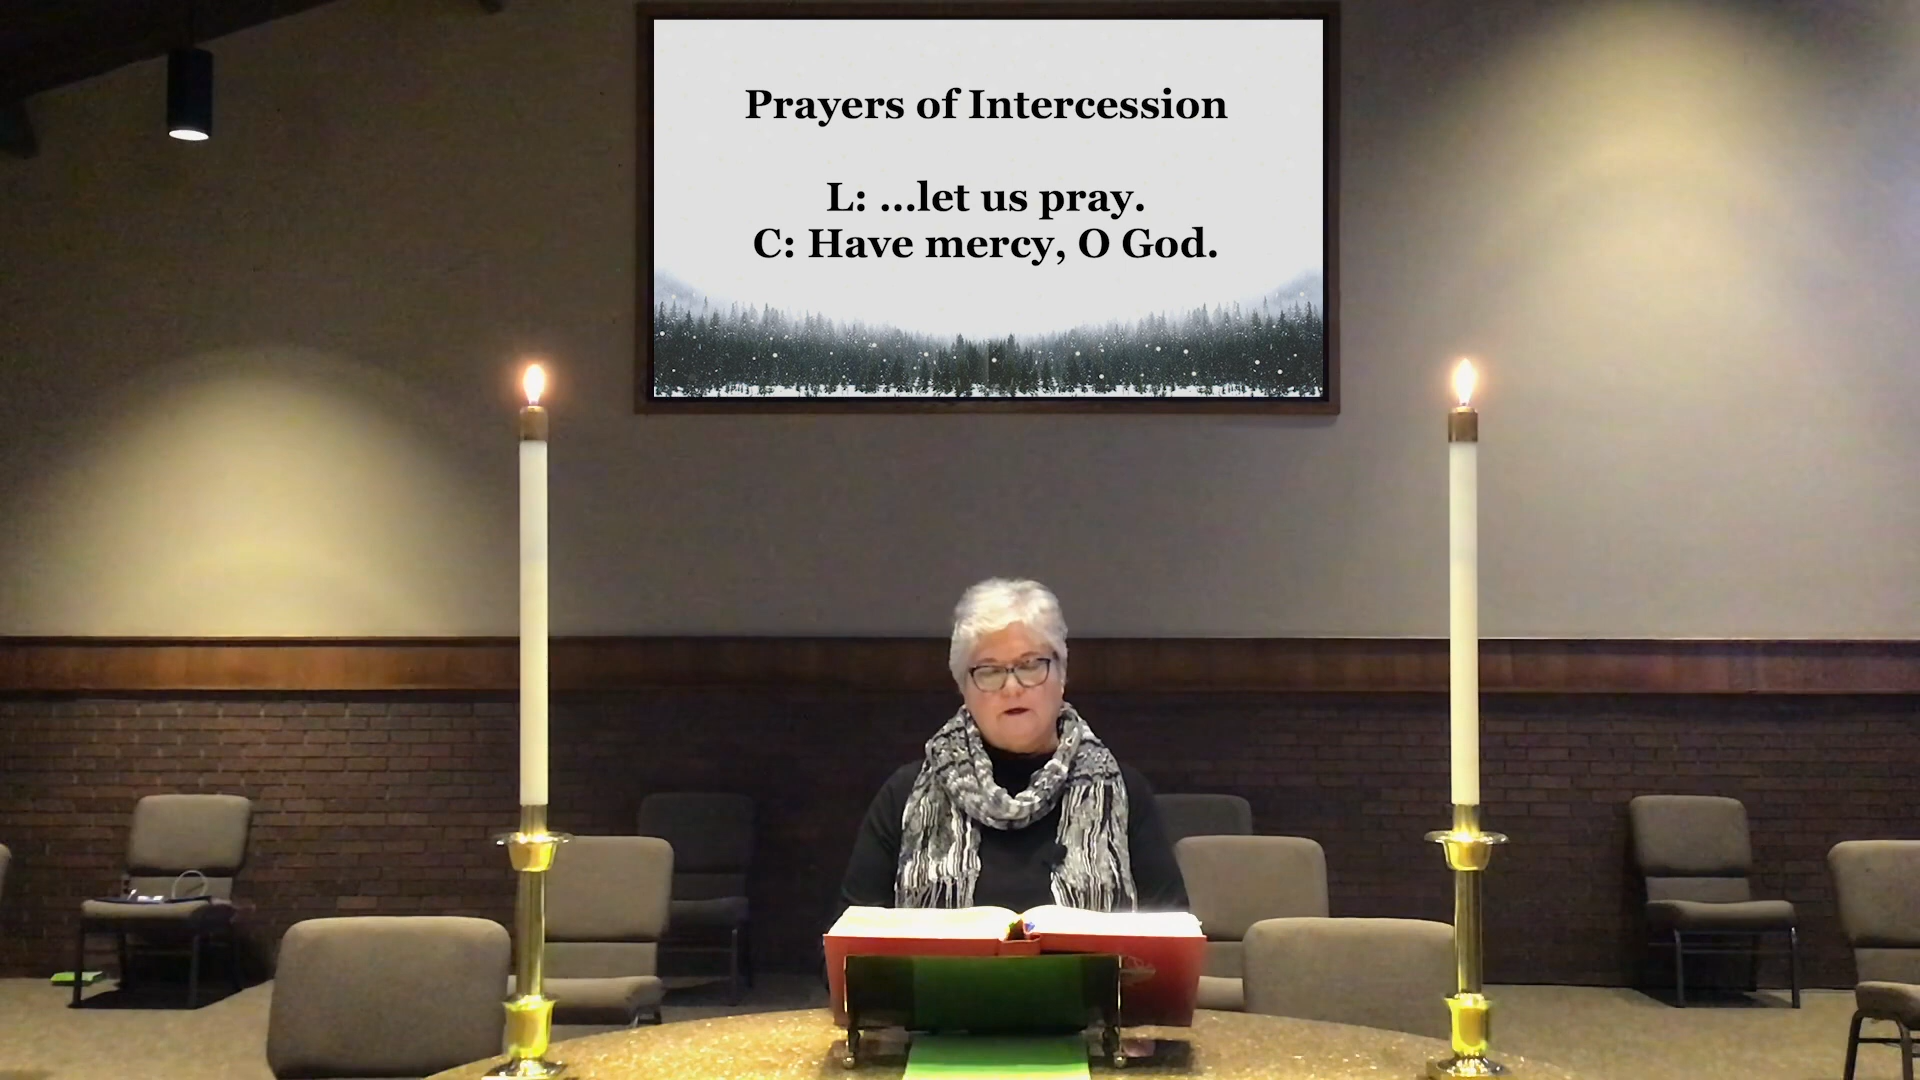 Prayers of Intercession
L: ...let us pray.
C: Have mercy, O God.